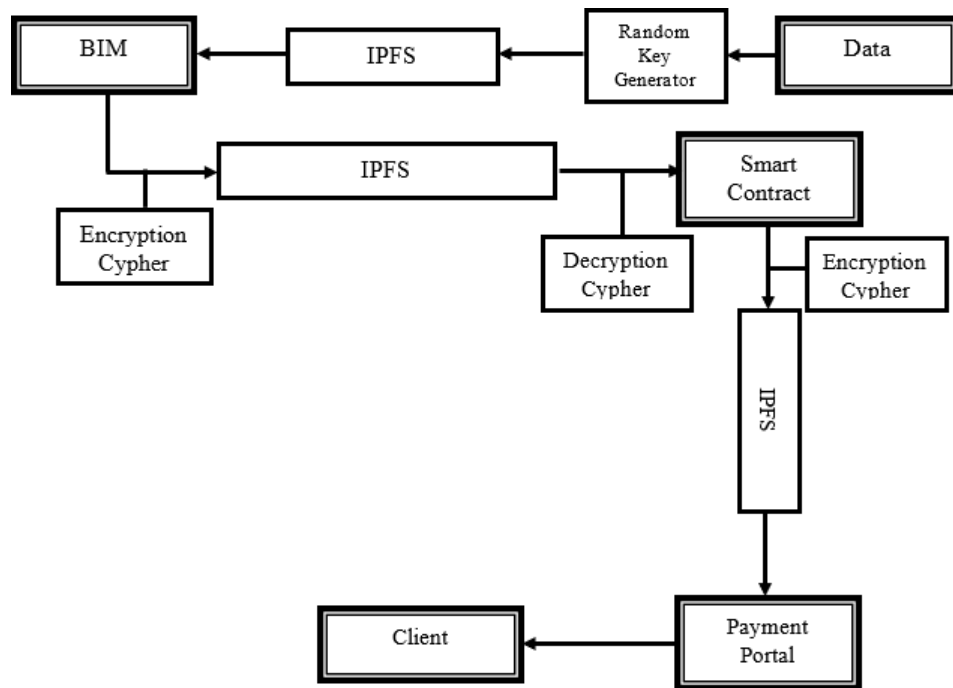 BIM
IPFS
Random
Key
Generator
Data
IPFS
Smart
Contract
Encryption
Cypher
Decryption
Cypher
Encryption
Cypher
IPFS
Client
Payment
Portal